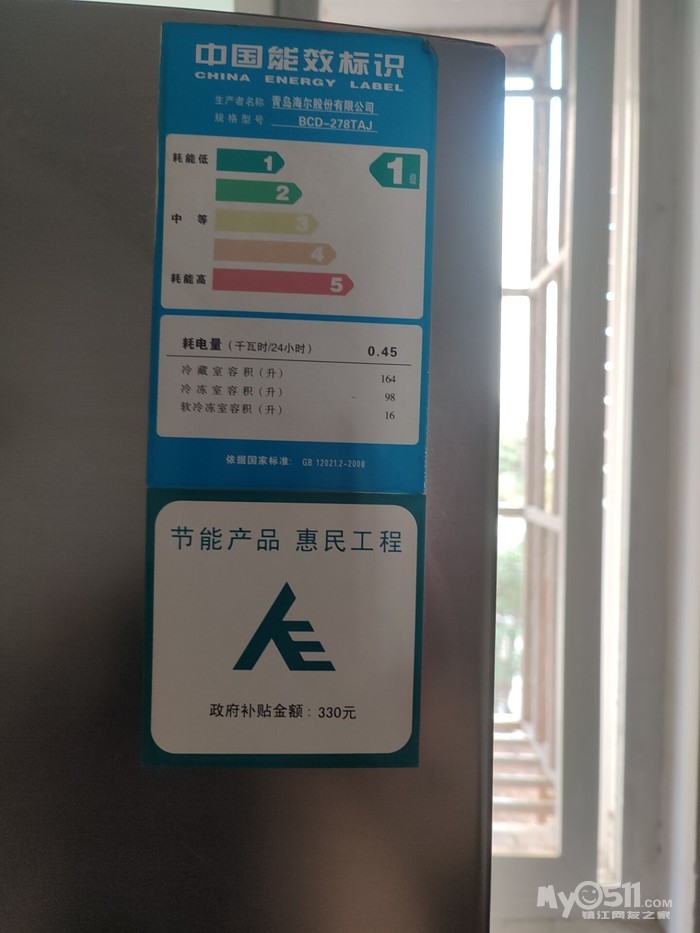 中国能效标识
CHINA ENERGY LABEL
生产者名称 青岛海尔股份有限公司
规格型号 BCD-278TAJ
耗能低 1 1级
2
中 等 3
4
耗能高 5
耗电量（千瓦时/24小时） 0.45
冷藏室容积（升） 164
冷冻室容积（升） 98
软冷冻室容积（升） 16
依据国家标准: GB 12021.2-2008
节能产品 惠民工程
政府补贴金额: 330元
My0511.COM
镇江网友之家